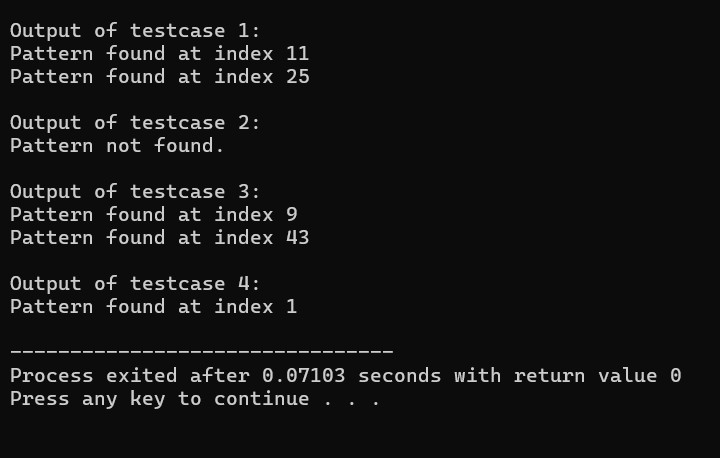 Output of testcase 1:
Pattern found at index 11
Pattern found at index 25
Output of testcase 2:
Pattern not found.
Output of testcase 3:
Pattern found at index 9
Pattern found at index 43
Output of testcase 4:
Pattern found at index 1
--------------------------------
Process exited after 0.07103 seconds with return value 0
Press any key to continue . . .